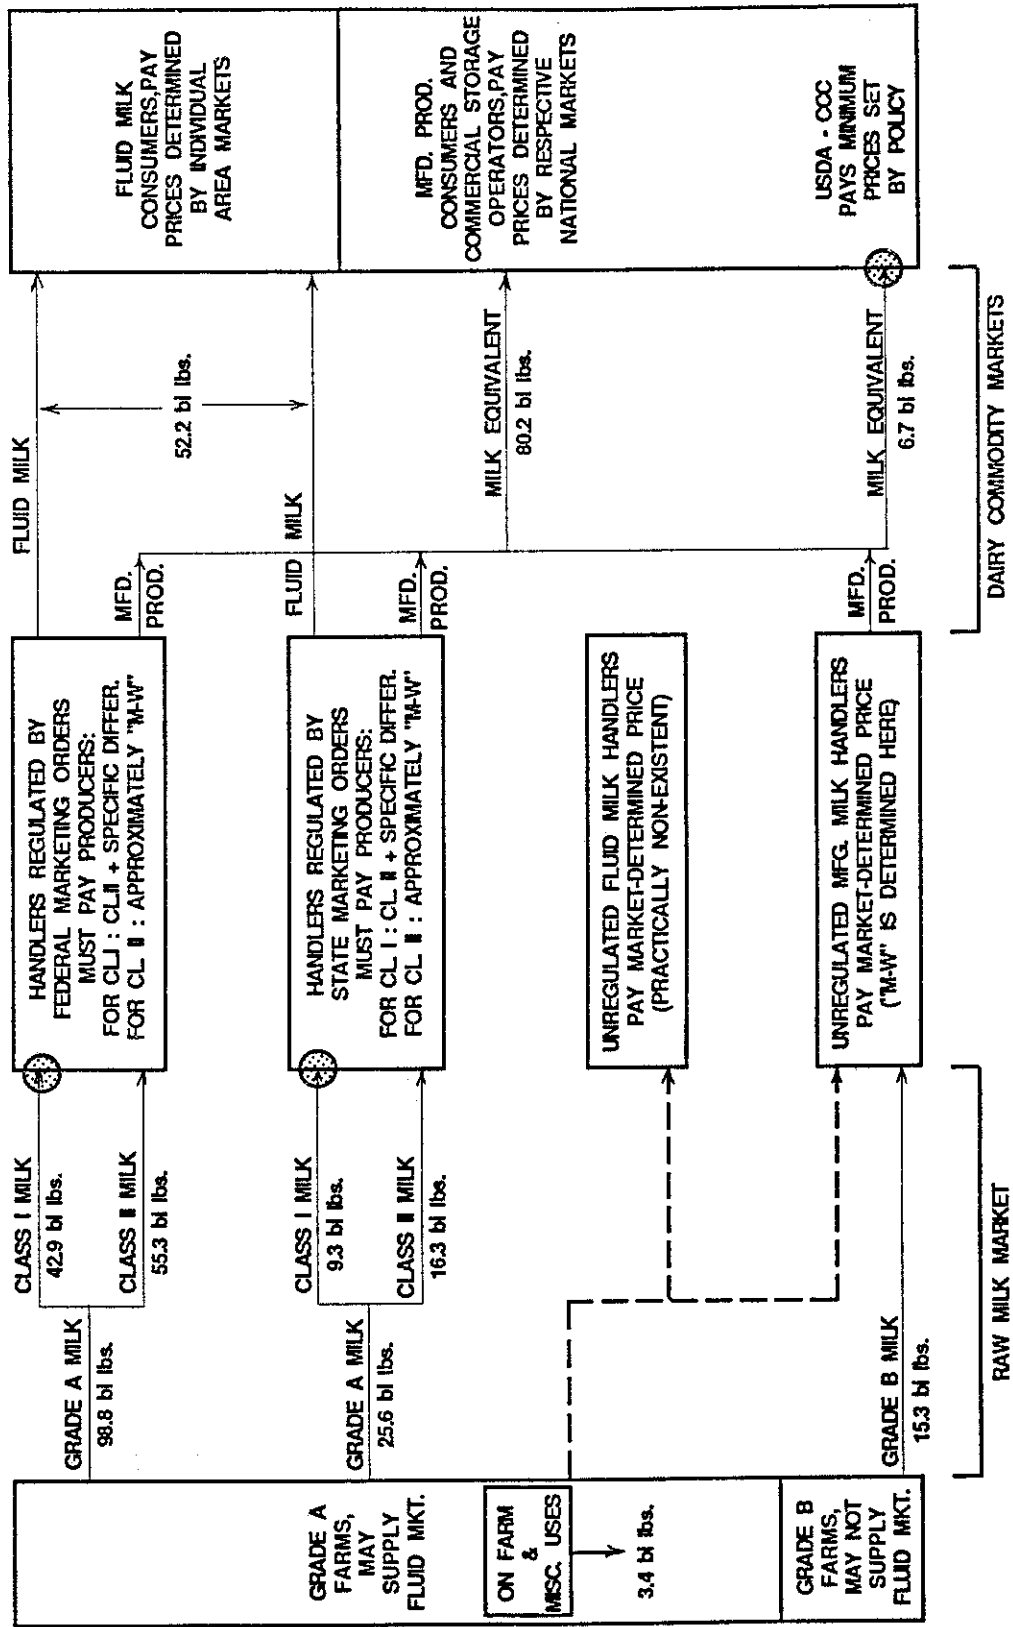 GRADE A
FARMS,
MAY
SUPPLY
FLUID MKT.
ON FARM
&
MISC. USES
3.4 bl lbs.
GRADE B
FARMS,
MAY NOT
SUPPLY
FLUID MKT.
GRADE A MILK
98.8 bl lbs.
CLASS I MILK
42.9 bl lbs.
CLASS II MILK
55.3 bl lbs.
GRADE A MILK
25.6 bl lbs.
CLASS I MILK
9.3 bl lbs.
CLASS II MILK
16.3 bl lbs.
GRADE B MILK
15.3 bl lbs.
RAW MILK MARKET
HANDLERS REGULATED BY
FEDERAL MARKETING ORDERS
MUST PAY PRODUCERS:
FOR CL.I : CL.II + SPECIFIC DIFFER.
FOR CL. II : APPROXIMATELY "M-W"
HANDLERS REGULATED BY
STATE MARKETING ORDERS
MUST PAY PRODUCERS:
FOR CL. I : CL. II + SPECIFIC DIFFER.
FOR CL. II : APPROXIMATELY "M-W"
UNREGULATED FLUID MILK HANDLERS
PAY MARKET-DETERMINED PRICE
(PRACTICALLY NON-EXISTENT)
UNREGULATED MFG. MILK HANDLERS
PAY MARKET-DETERMINED PRICE
("M-W" IS DETERMINED HERE)
FLUID MILK
MFD.
PROD.
52.2 bl lbs.
FLUID MILK
MFD.
PROD.
MILK EQUIVALENT
80.2 bl lbs.
MFD.
PROD.
MILK EQUIVALENT
6.7 bl lbs.
DAIRY COMMODITY MARKETS
FLUID MILK
CONSUMERS,PAY
PRICES DETERMINED
BY INDIVIDUAL
AREA MARKETS
MFD. PROD.
CONSUMERS AND
COMMERCIAL STORAGE
OPERATORS,PAY
PRICES DETERMINED
BY RESPECTIVE
NATIONAL MARKETS
USDA - CCC
PAYS MINIMUM
PRICES SET
BY POLICY